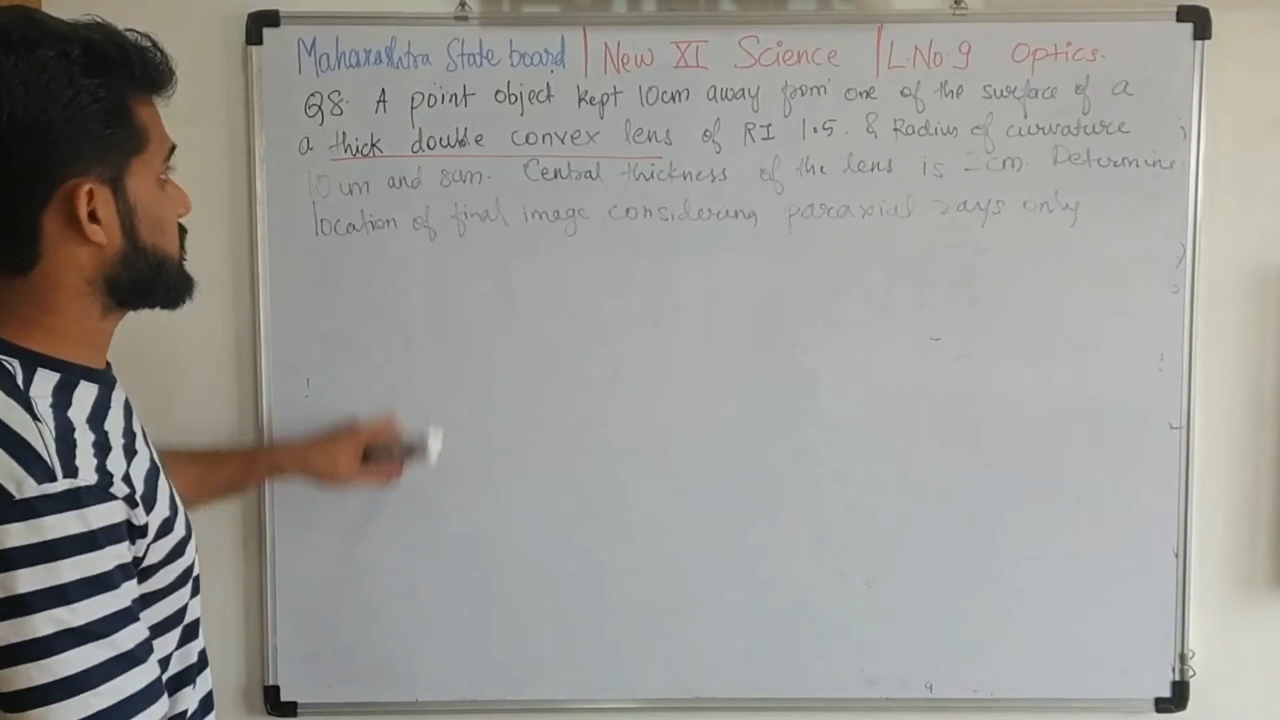 Maharashtra State board | New XI Science | L.No.9 Optics.
Q8. A point object kept 10cm away from one of the surface of a
a thick double convex lens of RI 1.5. & Radius of curvature
10 cm and 8cm. Central thickness of the lens is 2cm. Determine
location of final image considering paraxial rays only